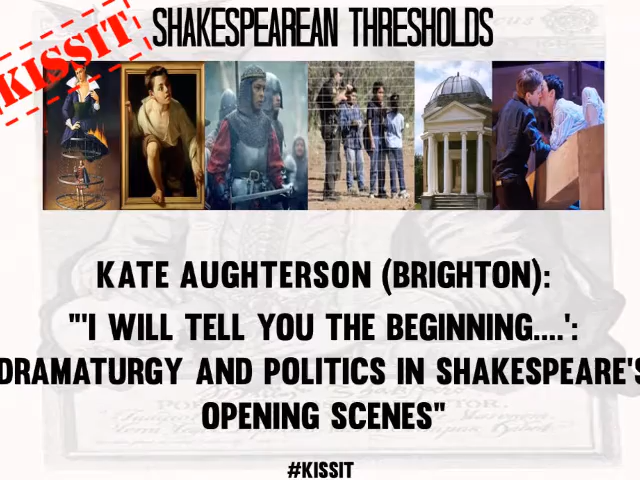 SHAKESPEAREAN THRESHOLDS
KISSIT
KATE AUGHTERSON (BRIGHTON):
"'I WILL TELL YOU THE BEGINNING....':
DRAMATURGY AND POLITICS IN SHAKESPEARE'S
OPENING SCENES"
#KISSIT